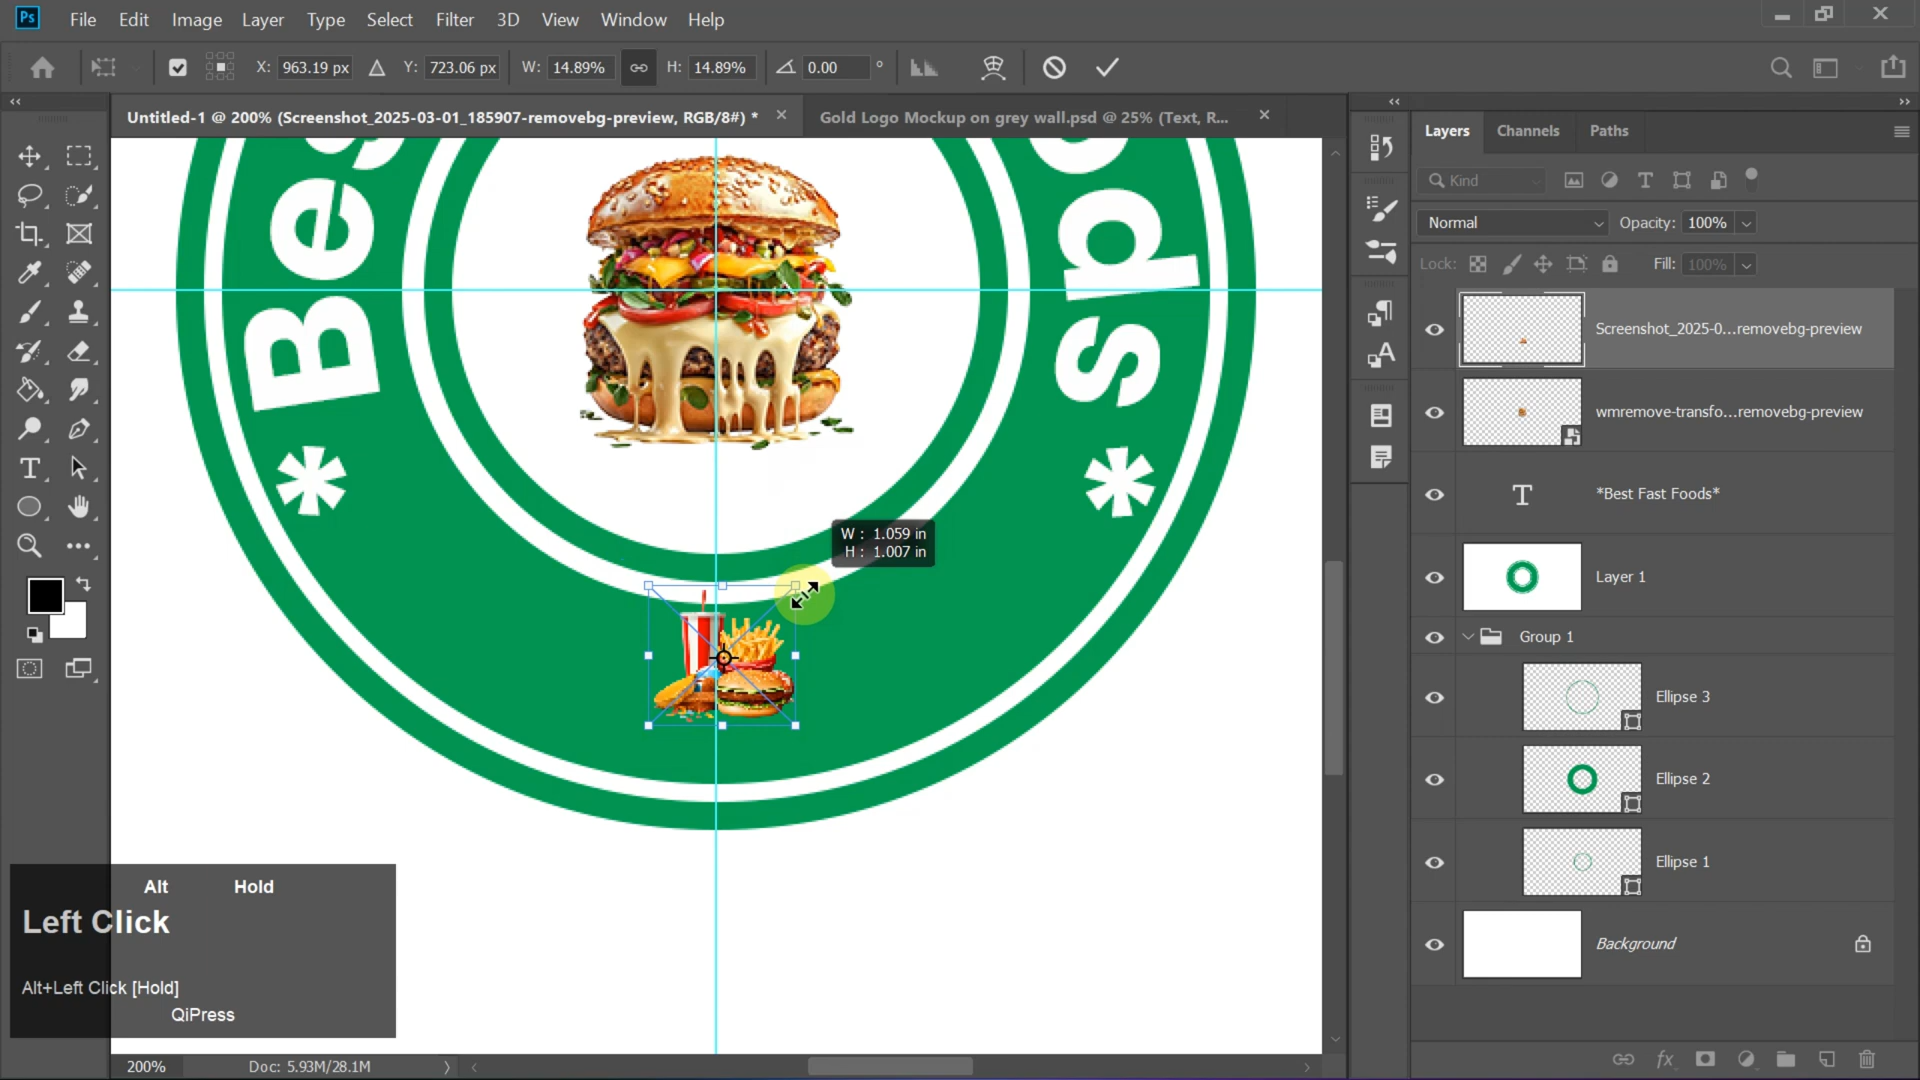 Ps File Edit Image Layer Type Select Filter 3D View Window Help
X: 963.19 px Y: 723.06 px W: 14.89% H: 14.89% 0.00 °
Untitled-1 @ 200% (Screenshot_2025-03-01_185907-removebg-preview, RGB/8#) *
Gold Logo Mockup on grey wall.psd @ 25% (Text, R...
Layers Channels Paths
Kind
Normal Opacity: 100%
Lock: Fill: 100%
Screenshot_2025-0...removebg-preview
wmremove-transfo...removebg-preview
*Best Fast Foods*
Layer 1
Group 1
Ellipse 3
Ellipse 2
Ellipse 1
Background
Bes
ds
*
*
W : 1.059 in
H : 1.007 in
Alt Hold
Left Click
Alt+Left Click [Hold]
QiPress
200% Doc: 5.93M/28.1M